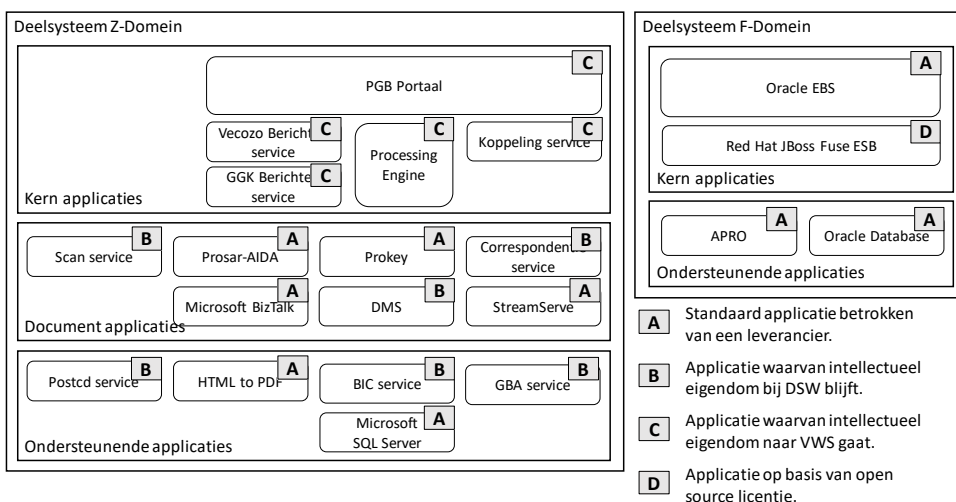 Deelsysteem Z-Domein
C
PGB Portaal
Vecozo Bericht
service
C
Processing
Engine
C
Koppeling service
C
GGK Berichte
service
C
Kern applicaties
Scan service
B
Prosar-AIDA
A
Prokey
A
Correspondentie
service
B
Microsoft BizTalk
A
DMS
B
StreamServe
A
Document applicaties
Postcd service
B
HTML to PDF
A
BIC service
B
GBA service
B
Microsoft
SQL Server
A
Ondersteunende applicaties
Deelsysteem F-Domein
A
Oracle EBS
D
Red Hat JBoss Fuse ESB
Kern applicaties
APRO
A
Oracle Database
A
Ondersteunende applicaties
A
Standaard applicatie betrokken
van een leverancier.
B
Applicatie waarvan intellectueel
eigendom bij DSW blijft.
C
Applicatie waarvan intellectueel
eigendom naar VWS gaat.
D
Applicatie op basis van open
source licentie.